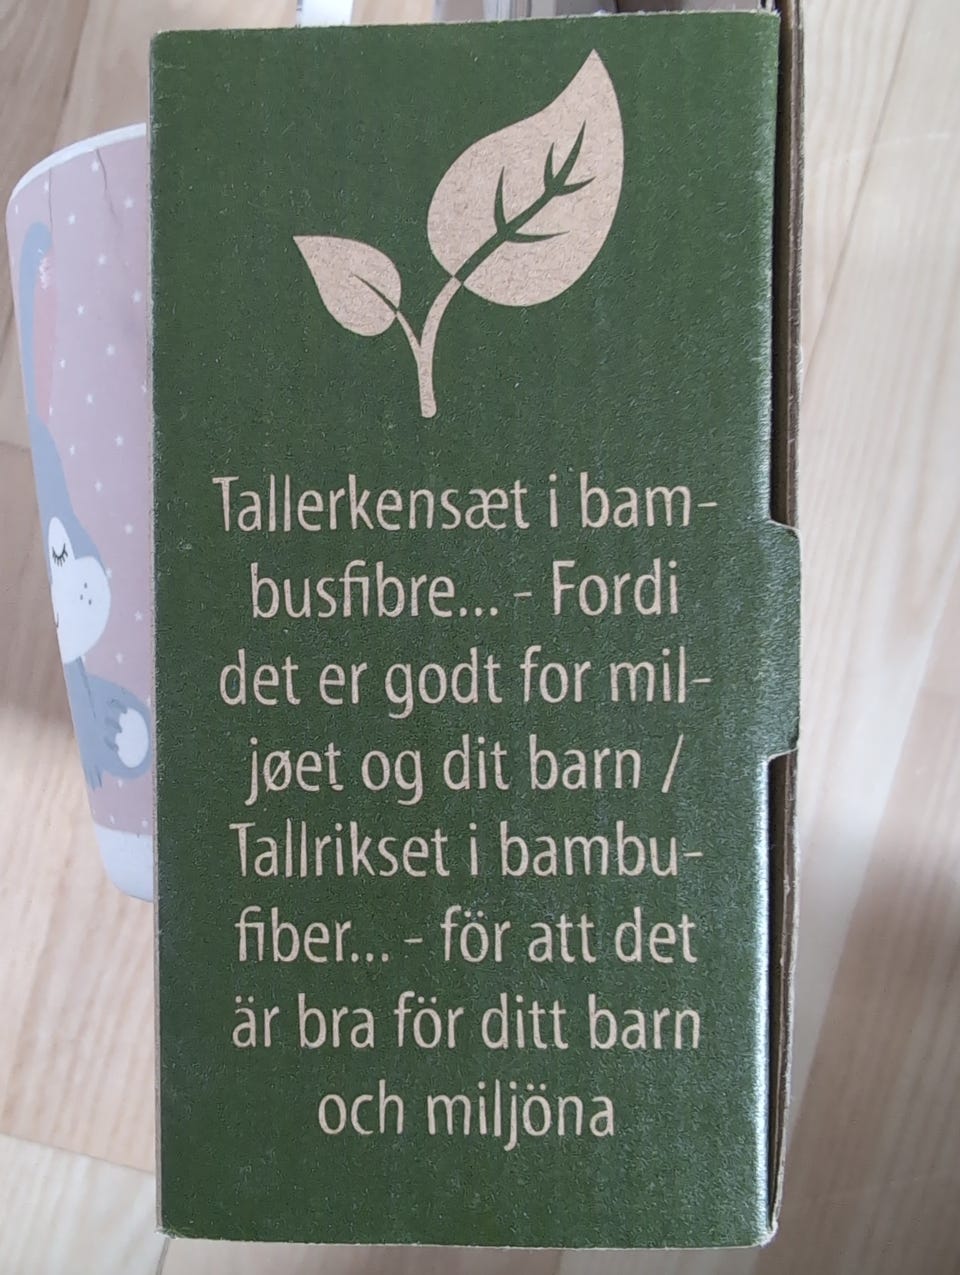 Tallerkensæt i bam-
busfibre... - Fordi
det er godt for mil-
jøet og dit barn /
Tallrikset i bambu-
fiber... - för att det
är bra för ditt barn
och miljöna